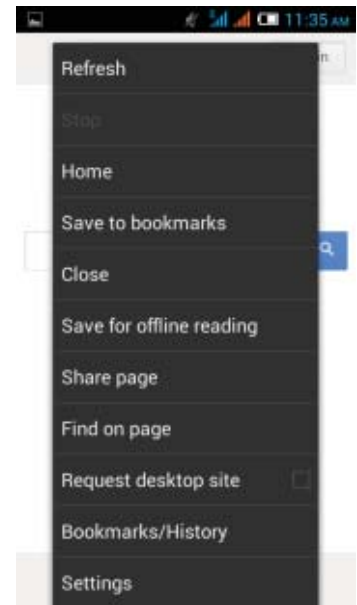 11:35 AM
Refresh
Stop
Home
Save to bookmarks
Close
Save for offline reading
Share page
Find on page
Request desktop site
Bookmarks/History
Settings